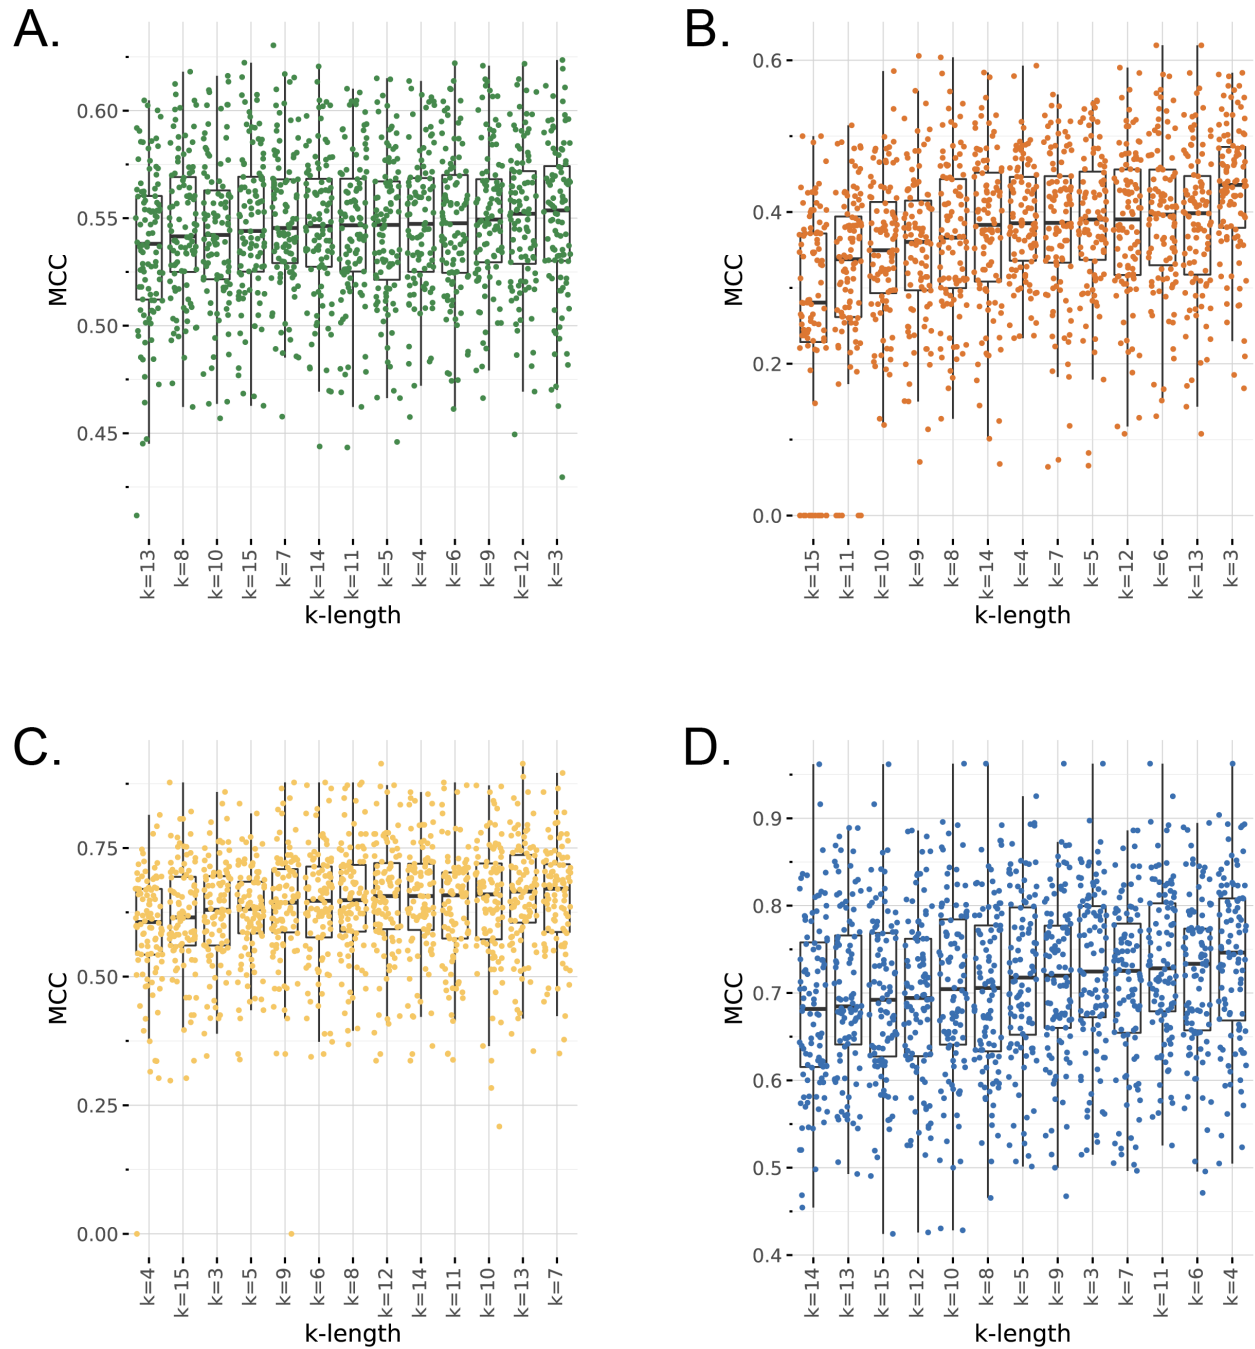 A.
MCC
0.60
0.55
0.50
0.45
k=13 k=8 k=10 k=15 k=7 k=14 k=11 k=5 k=4 k=6 k=9 k=12 k=3
k-length
B.
MCC
0.6
0.4
0.2
0.0
k=15 k=11 k=10 k=9 k=8 k=14 k=4 k=7 k=5 k=12 k=6 k=13 k=3
k-length
C.
MCC
0.75
0.50
0.25
0.00
k=4 k=15 k=3 k=5 k=9 k=6 k=8 k=12 k=14 k=11 k=10 k=13 k=7
k-length
D.
MCC
0.9
0.8
0.7
0.6
0.5
0.4
k=14 k=13 k=15 k=12 k=10 k=8 k=5 k=9 k=3 k=7 k=11 k=6 k=4
k-length